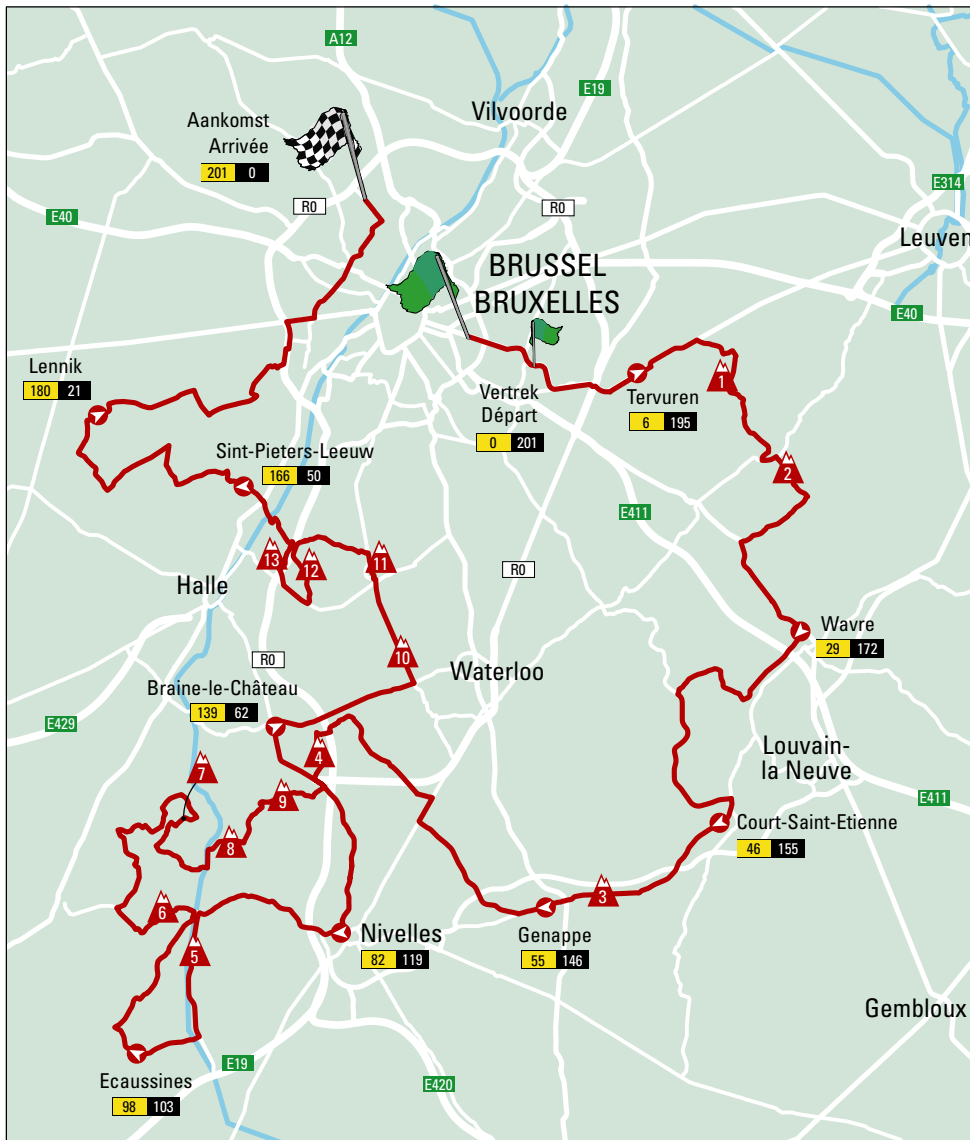 A12
E19
Vilvoorde
Aankomst
Arrivée
201 0
R0
R0
E40
E314
Leuven
BRUSSEL
BRUXELLES
E40
Lennik
180 21
Vertrek
Départ
0 201
Tervuren
6 195
1
Sint-Pieters-Leeuw
166 50
2
E411
13
12
11
R0
Halle
10
Wavre
29 172
R0
Waterloo
Braine-le-Château
139 62
E429
4
7
9
Louvain-
la Neuve
E411
8
Court-Saint-Etienne
46 155
6
3
5
Nivelles
82 119
Genappe
55 146
Gembloux
E19
Ecaussines
98 103
E420